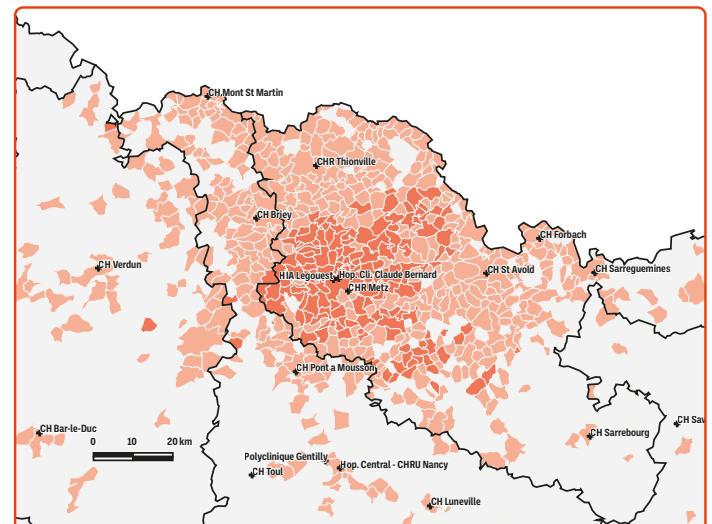 CH Mont St Martin
CHR Thionville
CH Briey
CH Forbach
CH Verdun
CH St Avold
CH Sarreguemines
HIA Legouest
Hop. Cli. Claude Bernard
CHR Metz
CH Pont a Mousson
CH Bar-le-Duc
0 10 20 km
CH Sarrebourg
CH Sav
Polyclinique Gentilly
Hop. Central - CHRU Nancy
CH Toul
CH Luneville